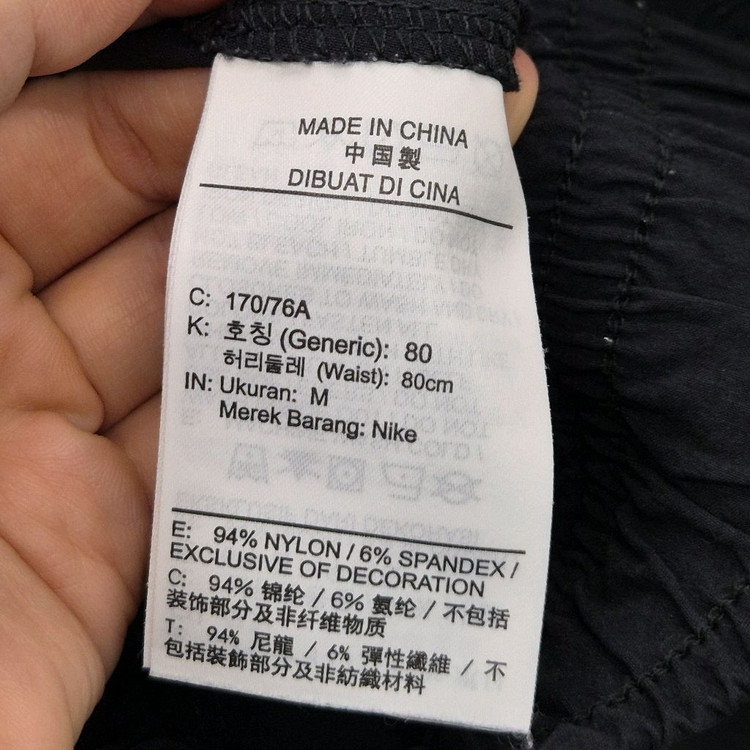 MADE IN CHINA
中国製
DIBUAT DI CINA
C: 170/76A
K: 호칭 (Generic): 80
허리둘레 (Waist): 80cm
IN: Ukuran: M
Merek Barang: Nike
E: 94% NYLON / 6% SPANDEX /
EXCLUSIVE OF DECORATION
C: 94% 锦纶 / 6% 氨纶 / 不包括
装饰部分及非纤维物质
T: 94% 尼龍 / 6% 彈性纖維 / 不
包括裝飾部分及非紡織材料